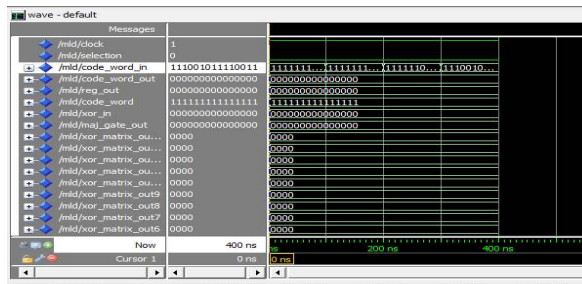 wave - default
Messages
/mld/clock 1
/mld/selection 0
/mld/code_word_in 111001011110011 1111111... 1111111... 1111110... 1110010...
/mld/code_word_out 000000000000000 000000000000000
/mld/reg_out 000000000000000 000000000000000
/mld/code_word 111111111111111 111111111111111
/mld/xor_in 000000000000000 000000000000000
/mld/maj_gate_out 000000000000000 000000000000000
/mld/xor_matrix_ou... 0000 0000
/mld/xor_matrix_ou... 0000 0000
/mld/xor_matrix_ou... 0000 0000
/mld/xor_matrix_ou... 0000 0000
/mld/xor_matrix_out9 0000 0000
/mld/xor_matrix_out8 0000 0000
/mld/xor_matrix_out7 0000 0000
/mld/xor_matrix_out6 0000 0000
Now 400 ns ns 200 ns 400 ns
Cursor 1 0 ns 0 ns